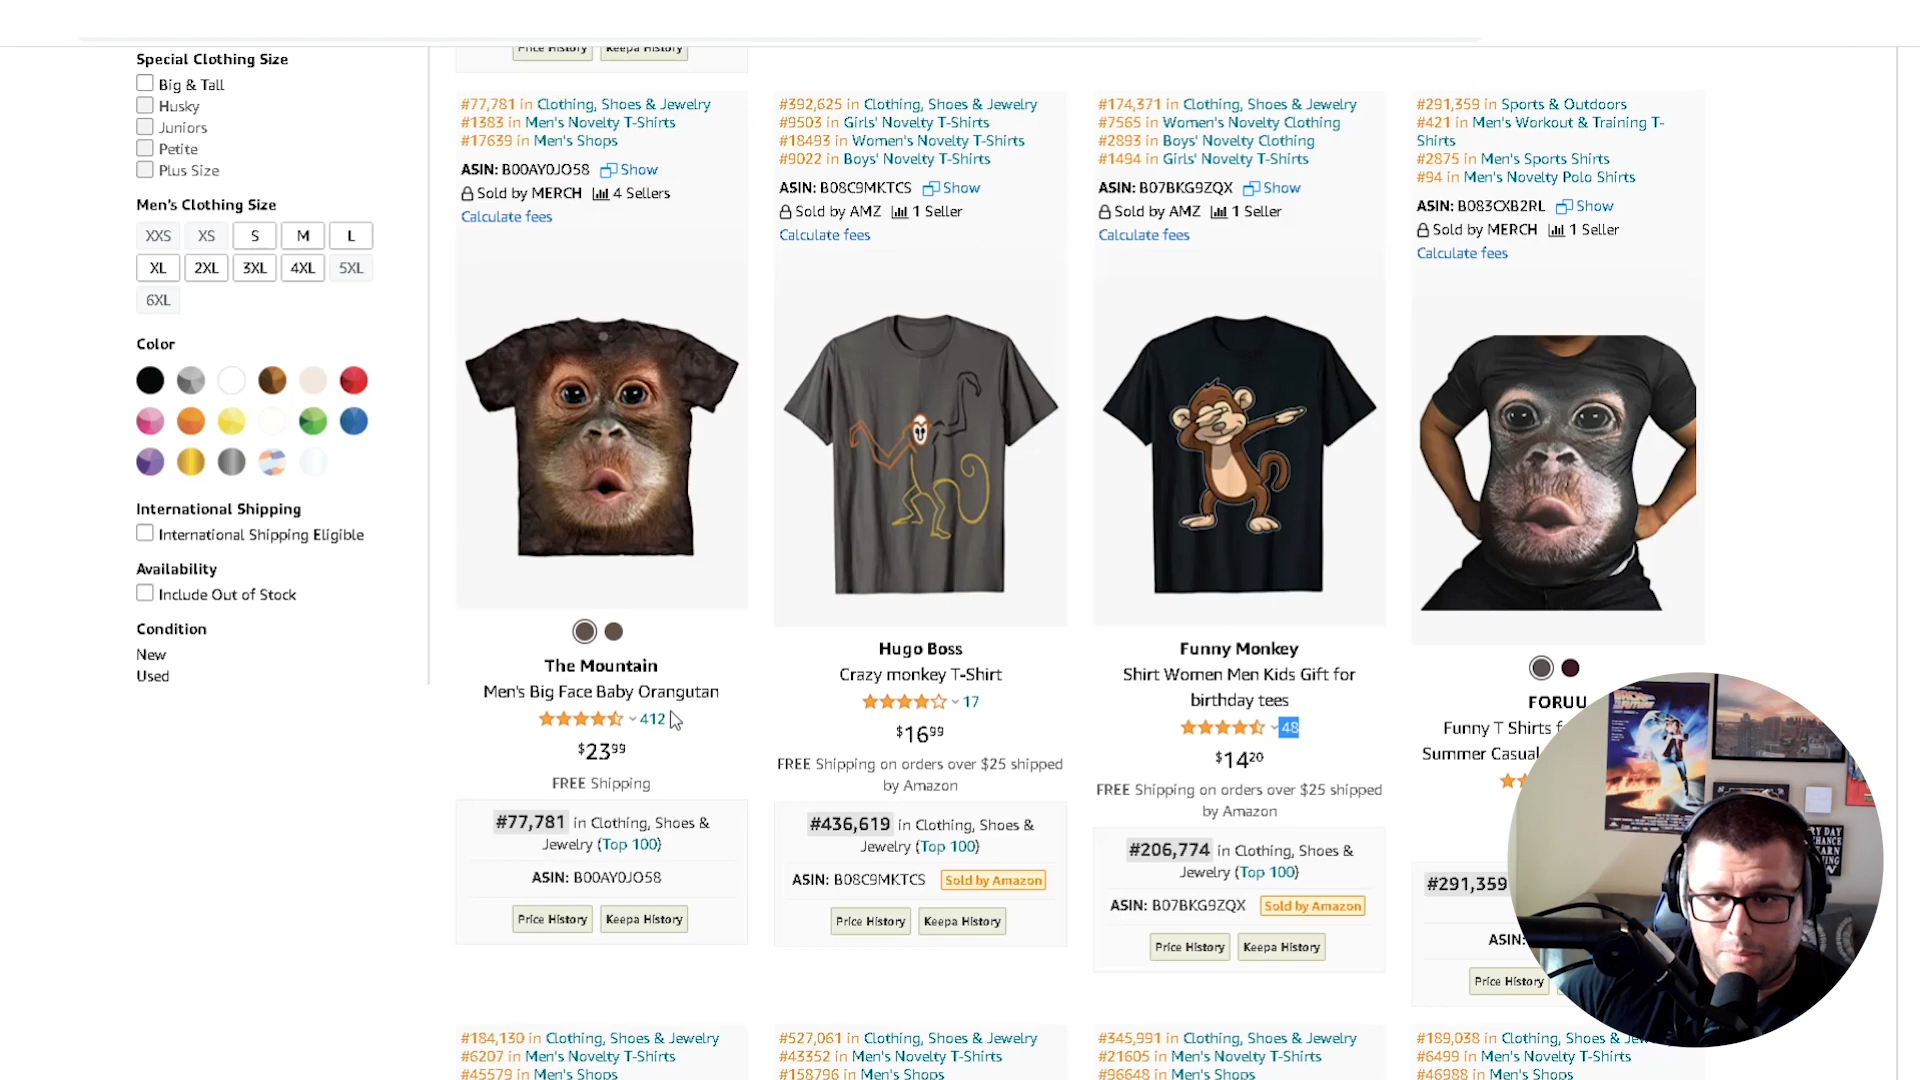 Price History Keepa History
Special Clothing Size
Big & Tall
Husky
Juniors
Petite
Plus Size
Men's Clothing Size
XXS XS S M L
XL 2XL 3XL 4XL 5XL
6XL
Color
International Shipping
International Shipping Eligible
Availability
Include Out of Stock
Condition
New
Used
#77,781 in Clothing, Shoes & Jewelry
#1383 in Men's Novelty T-Shirts
#17639 in Men's Shops
ASIN: B00AY0JO58 Show
Sold by MERCH 4 Sellers
Calculate fees
The Mountain
Men's Big Face Baby Orangutan
412
$2399
FREE Shipping
#77,781 in Clothing, Shoes &
Jewelry (Top 100)
ASIN: B00AY0JO58
Price History Keepa History
#392,625 in Clothing, Shoes & Jewelry
#9503 in Girls' Novelty T-Shirts
#18493 in Women's Novelty T-Shirts
#9022 in Boys' Novelty T-Shirts
ASIN: B08C9MKTCS Show
Sold by AMZ 1 Seller
Calculate fees
Hugo Boss
Crazy monkey T-Shirt
17
$1699
FREE Shipping on orders over $25 shipped
by Amazon
#436,619 in Clothing, Shoes &
Jewelry (Top 100)
ASIN: B08C9MKTCS Sold by Amazon
Price History Keepa History
#174,371 in Clothing, Shoes & Jewelry
#7565 in Women's Novelty Clothing
#2893 in Boys' Novelty Clothing
#1494 in Girls' Novelty T-Shirts
ASIN: B07BKG9ZQX Show
Sold by AMZ 1 Seller
Calculate fees
Funny Monkey
Shirt Women Men Kids Gift for
birthday tees
48
$1420
FREE Shipping on orders over $25 shipped
by Amazon
#206,774 in Clothing, Shoes &
Jewelry (Top 100)
ASIN: B07BKG9ZQX Sold by Amazon
Price History Keepa History
#291,359 in Sports & Outdoors
#421 in Men's Workout & Training T-
Shirts
#2875 in Men's Sports Shirts
#94 in Men's Novelty Polo Shirts
ASIN: B083CXB2RL Show
Sold by MERCH 1 Seller
Calculate fees
FORUU
Funny T Shirts
Summer Casual
#291,359
ASIN:
Price History
#184,130 in Clothing, Shoes & Jewelry
#6207 in Men's Novelty T-Shirts
#45579 in Men's Shops
#527,061 in Clothing, Shoes & Jewelry
#43352 in Men's Novelty T-Shirts
#158796 in Men's Shops
#345,991 in Clothing, Shoes & Jewelry
#21605 in Men's Novelty T-Shirts
#96648 in Men's Shops
#189,038 in Clothing, Shoes &
#6499 in Men's Novelty T-Shirts
#46988 in Men's Shops